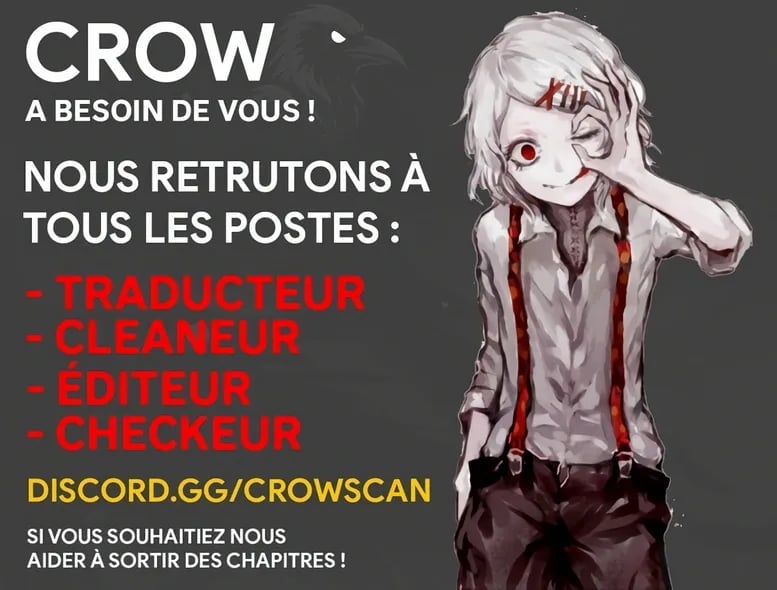 CROW
A BESOIN DE VOUS !
NOUS RETRUTONS À
TOUS LES POSTES :
- TRADUCTEUR
- CLEANEUR
- ÉDITEUR
- CHECKEUR
DISCORD.GG/CROWSCAN
SI VOUS SOUHAITIEZ NOUS
AIDER À SORTIR DES CHAPITRES !